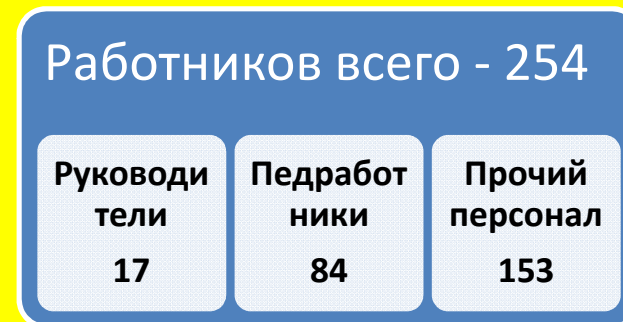 Работников всего - 254
Руководи
тели
17
Педработ
ники
84
Прочий
персонал
153